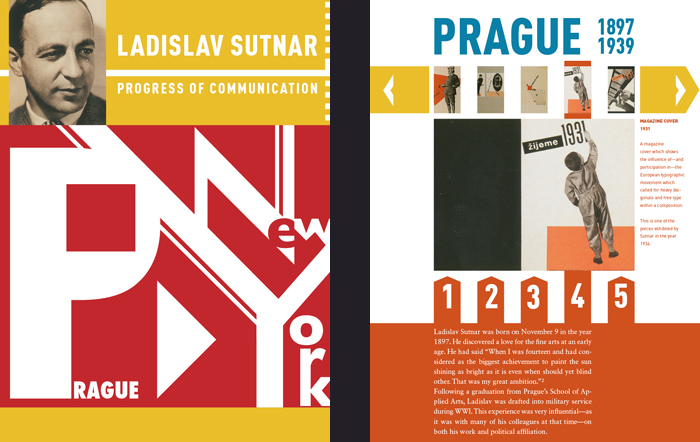 LADISLAV SUTNAR
PROGRESS OF COMMUNICATION
PRAGUE
New
York
PRAGUE
1897
1939
MAGAZINE COVER
1931
A magazine
cover which shows
the influence of—and
participation in—the
European typographic
movement which
called for heavy dia-
gonals and free type
within a composition.
This is one of the
pieces exhibited by
Sutnar in the year
1934.
žijeme 1931
1 2 3 4 5
Ladislav Sutnar was born on November 9 in the year
1897. He discovered a love for the fine arts at an early
age. He had said “When I was fourteen and had con-
sidered as the biggest achievement to paint the sun
shining as bright as it is even when should yet blind
other. That was my great ambition.”²
Following a graduation from Prague’s School of Ap-
plied Arts, Ladislav was drafted into military service
during WWI. This experience was very influential—as
it was with many of his colleagues at that time—on
both his work and political affiliation.